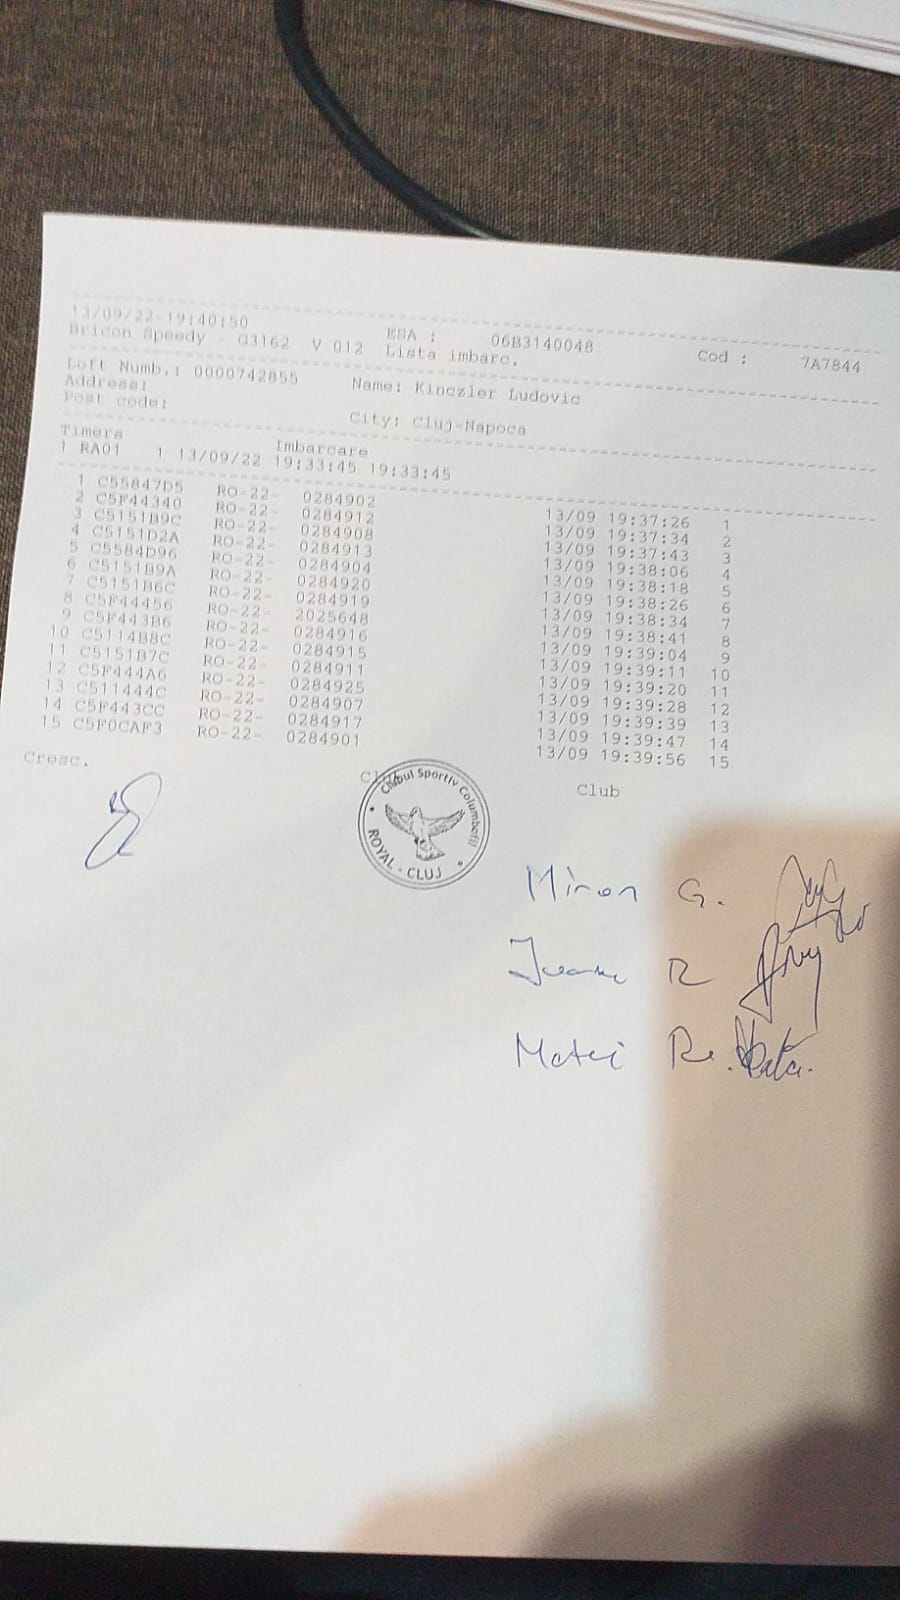 13/09/22-19:40:50 ESA : 06B3140048 Cod : 7A7844
Bricon Speedy - G3162 V 012 Lista imbarc.
Loft Numb.: 0000742855 Name: Kinczler Ludovic
Address:
Post code: City: Cluj-Napoca
Timers Imbarcare
1 RA01 1 13/09/22 19:33:45 19:33:45
1 C55847D5 RO-22- 0284902 13/09 19:37:26 1
2 C5F44340 RO-22- 0284912 13/09 19:37:34 2
3 C5151B9C RO-22- 0284908 13/09 19:37:43 3
4 C5151D2A RO-22- 0284913 13/09 19:38:06 4
5 C5584D96 RO-22- 0284904 13/09 19:38:18 5
6 C5151B9A RO-22- 0284920 13/09 19:38:26 6
7 C5151B6C RO-22- 0284919 13/09 19:38:34 7
8 C5F44456 RO-22- 2025648 13/09 19:38:41 8
9 C5F443B6 RO-22- 0284916 13/09 19:39:04 9
10 C5114B8C RO-22- 0284915 13/09 19:39:11 10
11 C5151B7C RO-22- 0284911 13/09 19:39:20 11
12 C5F444A6 RO-22- 0284925 13/09 19:39:28 12
13 C511444C RO-22- 0284907 13/09 19:39:39 13
14 C5F443CC RO-22- 0284917 13/09 19:39:47 14
15 C5F0CAF3 RO-22- 0284901 13/09 19:39:56 15
Cresc. Club
Clubul Sportiv Columbofil
ROYAL - CLUJ
Miron G.
R
Matei